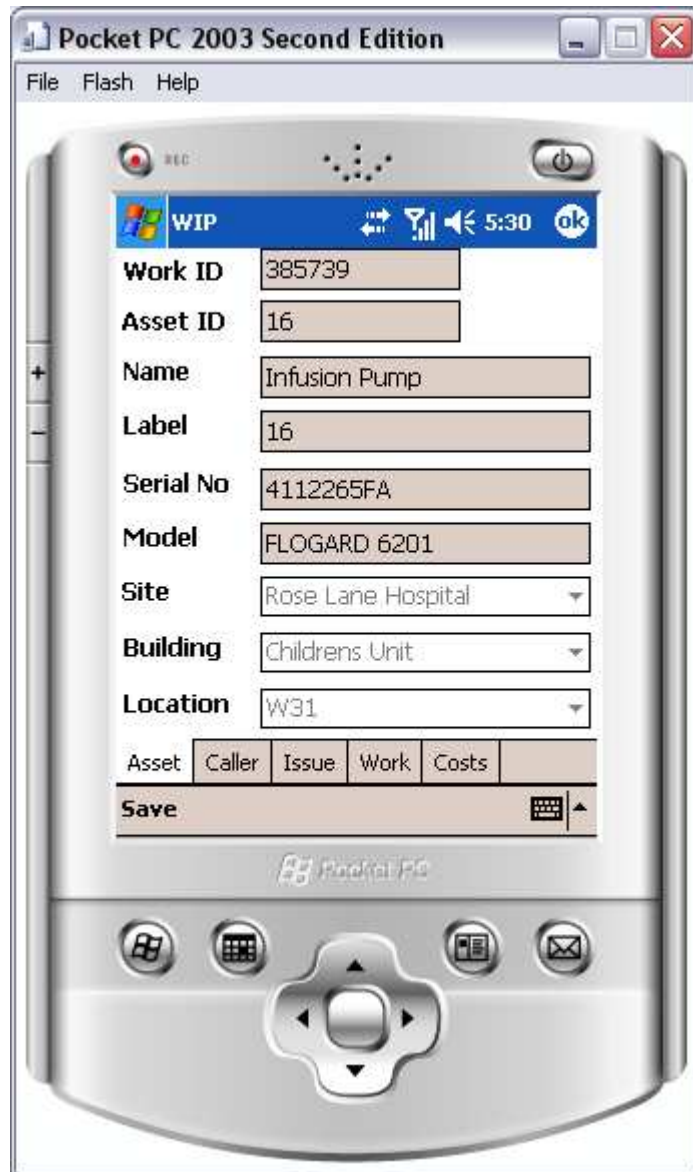 Pocket PC 2003 Second Edition
File Flash Help
REC
WIP 5:30 ok
Work ID 385739
Asset ID 16
Name Infusion Pump
Label 16
Serial No 4112265FA
Model FLOGARD 6201
Site Rose Lane Hospital
Building Childrens Unit
Location W31
Asset Caller Issue Work Costs
Save
Pocket PC
+
-